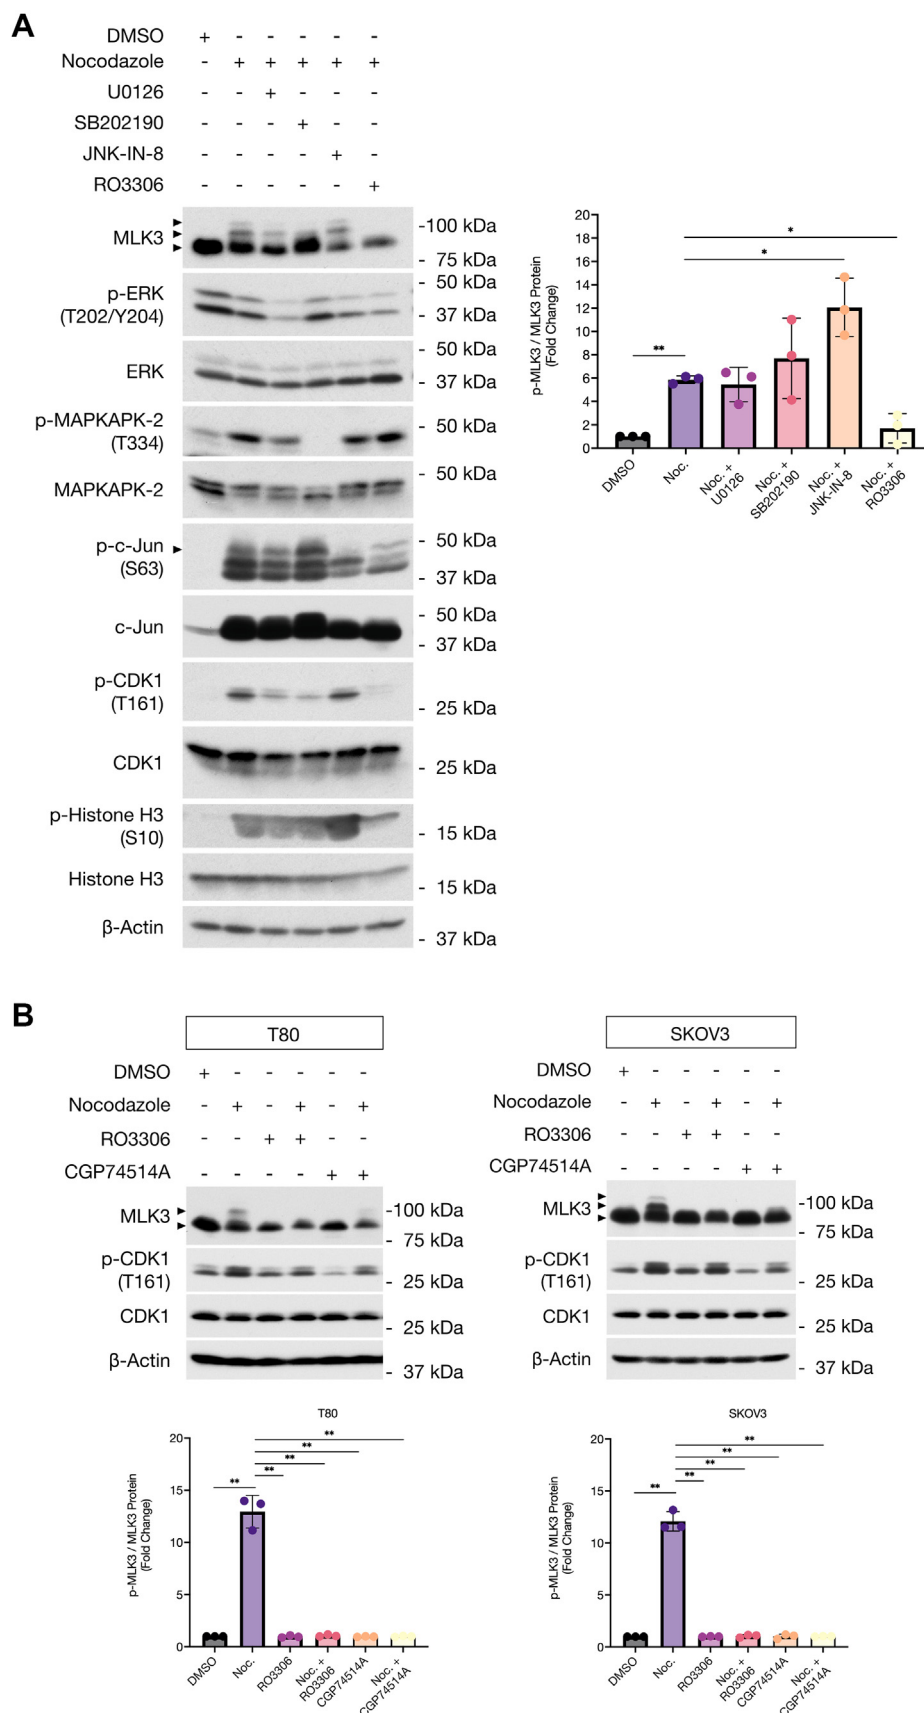 A
DMSO + - - - - -
Nocodazole - + + + + +
U0126 - - + - - -
SB202190 - - - + - -
JNK-IN-8 - - - - + -
RO3306 - - - - - +
MLK3
-100 kDa
- 75 kDa
p-ERK
(T202/Y204)
- 50 kDa
- 37 kDa
ERK
- 50 kDa
- 37 kDa
p-MAPKAPK-2
(T334)
- 50 kDa
MAPKAPK-2
- 50 kDa
p-c-Jun
(S63)
- 50 kDa
- 37 kDa
c-Jun
- 50 kDa
- 37 kDa
p-CDK1
(T161)
- 25 kDa
CDK1
- 25 kDa
p-Histone H3
(S10)
- 15 kDa
Histone H3
- 15 kDa
β-Actin
- 37 kDa
p-MLK3 / MLK3 Protein
(Fold Change)
20
18
16
14
12
10
8
6
4
2
0
*
*
**
DMSO
Noc.
Noc. +
U0126
Noc. +
SB202190
Noc. +
JNK-IN-8
Noc. +
RO3306
B
T80
DMSO + - - - - -
Nocodazole - + - + - +
RO3306 - - + + - -
CGP74514A - - - - + +
MLK3
-100 kDa
- 75 kDa
p-CDK1
(T161)
- 25 kDa
CDK1
- 25 kDa
β-Actin
- 37 kDa
SKOV3
DMSO + - - - - -
Nocodazole - + - + - +
RO3306 - - + + - -
CGP74514A - - - - + +
MLK3
-100 kDa
- 75 kDa
p-CDK1
(T161)
- 25 kDa
CDK1
- 25 kDa
β-Actin
- 37 kDa
T80
p-MLK3 / MLK3 Protein
(Fold Change)
20
15
10
5
0
**
**
**
**
**
DMSO
Noc.
RO3306
Noc. +
RO3306
CGP74514A
Noc. +
CGP74514A
SKOV3
p-MLK3 / MLK3 Protein
(Fold Change)
20
15
10
5
0
**
**
**
**
**
DMSO
Noc.
RO3306
Noc. +
RO3306
CGP74514A
Noc. +
CGP74514A